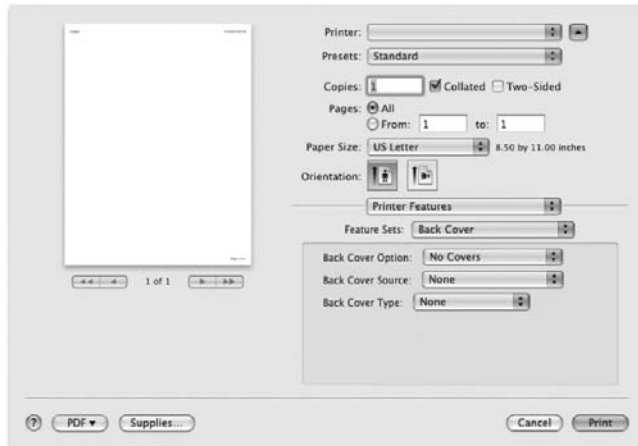 Printer:
Presets: Standard
Copies: 1 Collated Two-Sided
Pages: All
From: 1 to: 1
Paper Size: US Letter 8.50 by 11.00 inches
Orientation:
Printer Features
Feature Sets: Back Cover
Back Cover Option: No Covers
Back Cover Source: None
Back Cover Type: None
1 of 1
? PDF Supplies... Cancel Print